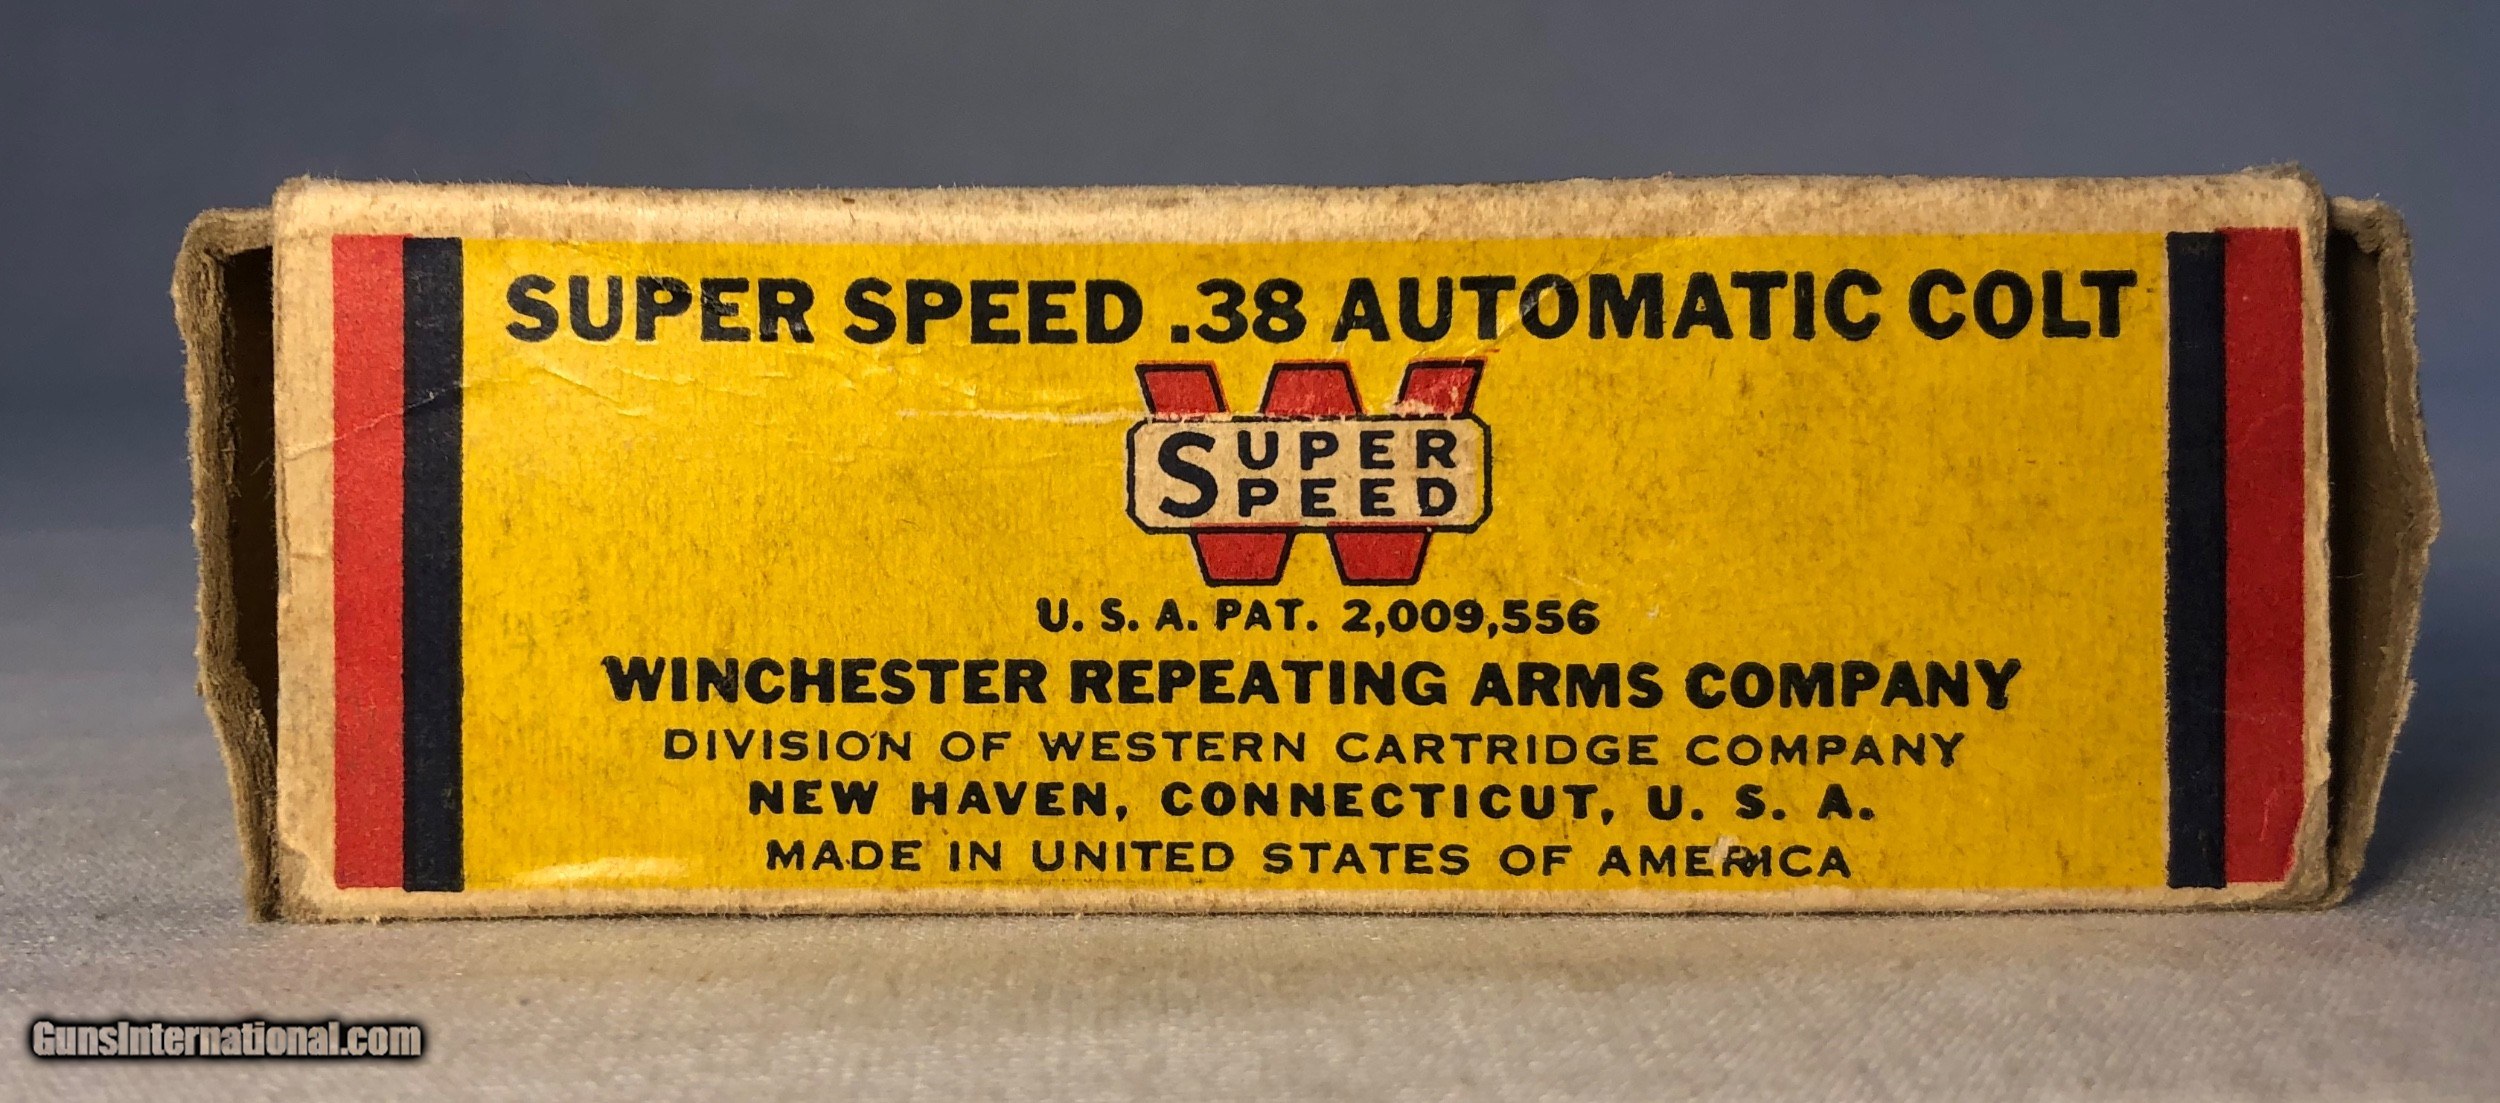 SUPER SPEED .38 AUTOMATIC COLT
SUPER
SPEED
U. S. A. PAT. 2,009,556
WINCHESTER REPEATING ARMS COMPANY
DIVISION OF WESTERN CARTRIDGE COMPANY
NEW HAVEN, CONNECTICUT, U. S. A.
MADE IN UNITED STATES OF AMERICA
GunsInternational.com